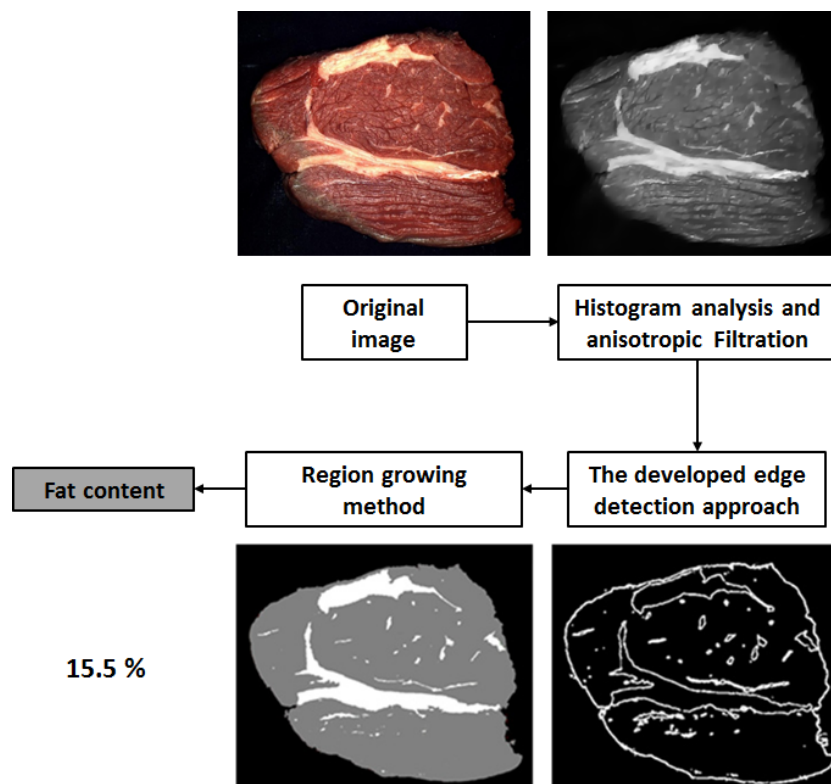 Original
image
Histogram analysis and
anisotropic Filtration
Fat content
Region growing
method
The developed edge
detection approach
15.5 %